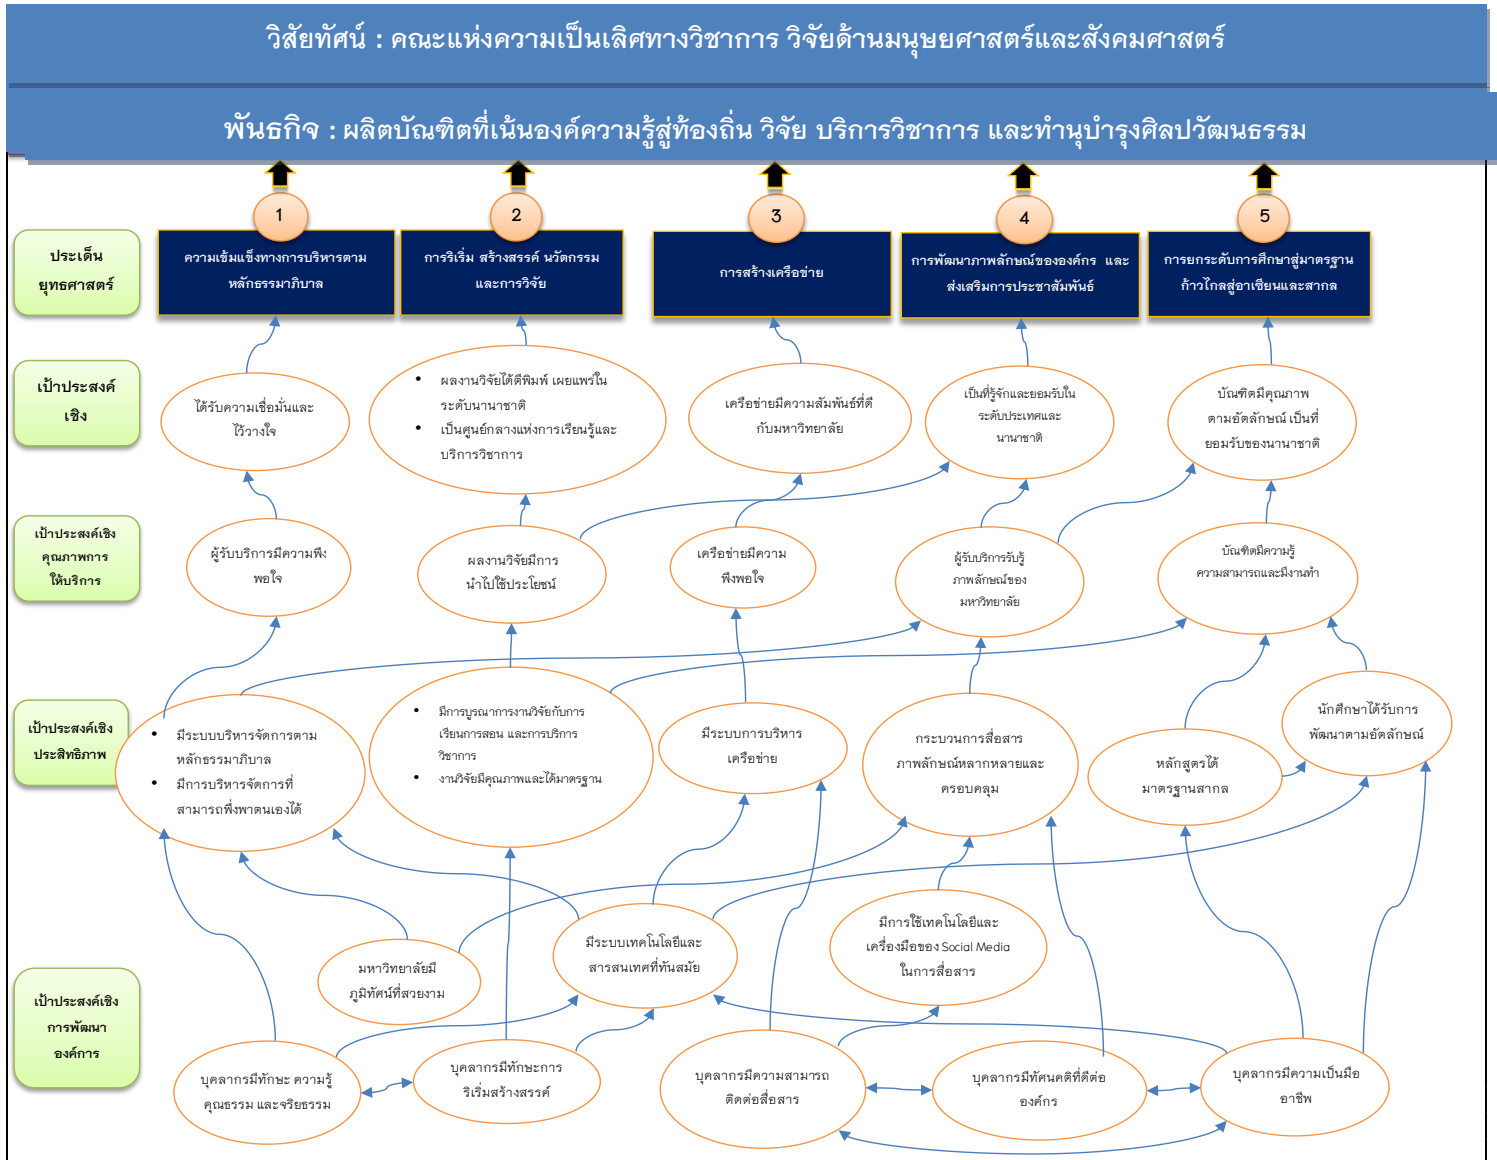 วิสัยทัศน์ : คณะแห่งความเป็นเลิศทางวิชาการ วิจัยด้านมนุษยศาสตร์และสังคมศาสตร์
พันธกิจ : ผลิตบัณฑิตที่เน้นองค์ความรู้สู่ท้องถิ่น วิจัย บริการวิชาการ และทำนุบำรุงศิลปวัฒนธรรม
1
2
3
4
5
ประเด็น
ยุทธศาสตร์
ความเข้มแข็งทางการบริหารตาม
หลักธรรมาภิบาล
การริเริ่ม สร้างสรรค์ นวัตกรรม
และการวิจัย
การสร้างเครือข่าย
การพัฒนาภาพลักษณ์ขององค์กร และ
ส่งเสริมการประชาสัมพันธ์
การยกระดับการศึกษาสู่มาตรฐาน
ก้าวไกลสู่อาเซียนและสากล
เป้าประสงค์
เชิง
ได้รับความเชื่อมั่นและ
ไว้วางใจ
• ผลงานวิจัยได้ตีพิมพ์ เผยแพร่ใน
ระดับนานาชาติ
• เป็นศูนย์กลางแห่งการเรียนรู้และ
บริการวิชาการ
เครือข่ายมีความสัมพันธ์ที่ดี
กับมหาวิทยาลัย
เป็นที่รู้จักและยอมรับใน
ระดับประเทศและ
นานาชาติ
บัณฑิตมีคุณภาพ
ตามอัตลักษณ์ เป็นที่
ยอมรับของนานาชาติ
เป้าประสงค์เชิง
คุณภาพการ
ให้บริการ
ผู้รับบริการมีความพึง
พอใจ
ผลงานวิจัยมีการ
นำไปใช้ประโยชน์
เครือข่ายมีความ
พึงพอใจ
ผู้รับบริการรับรู้
ภาพลักษณ์ของ
มหาวิทยาลัย
บัณฑิตมีความรู้
ความสามารถและมีงานทำ
เป้าประสงค์เชิง
ประสิทธิภาพ
• มีระบบบริหารจัดการตาม
หลักธรรมาภิบาล
• มีการบริหารจัดการที่
สามารถพึ่งพาตนเองได้
• มีการบูรณาการงานวิจัยกับการ
เรียนการสอน และการบริการ
วิชาการ
• งานวิจัยมีคุณภาพและได้มาตรฐาน
มีระบบการบริหาร
เครือข่าย
กระบวนการสื่อสาร
ภาพลักษณ์หลากหลายและ
ครอบคลุม
หลักสูตรได้
มาตรฐานสากล
นักศึกษาได้รับการ
พัฒนาตามอัตลักษณ์
เป้าประสงค์เชิง
การพัฒนา
องค์การ
มหาวิทยาลัยมี
ภูมิทัศน์ที่สวยงาม
มีระบบเทคโนโลยีและ
สารสนเทศที่ทันสมัย
มีการใช้เทคโนโลยีและ
เครื่องมือของ Social Media
ในการสื่อสาร
บุคลากรมีทักษะ ความรู้
คุณธรรม และจริยธรรม
บุคลากรมีทักษะการ
ริเริ่มสร้างสรรค์
บุคลากรมีความสามารถ
ติดต่อสื่อสาร
บุคลากรมีทัศนคติที่ดีต่อ
องค์กร
บุคลากรมีความเป็นมือ
อาชีพ